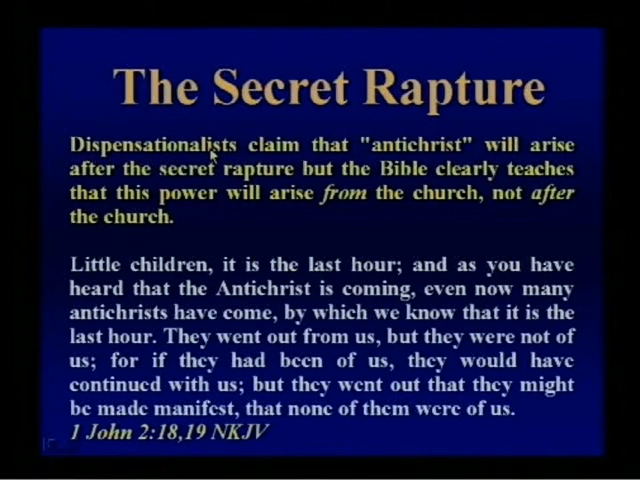 The Secret Rapture
Dispensationalists claim that "antichrist" will arise
after the secret rapture but the Bible clearly teaches
that this power will arise from the church, not after
the church.
Little children, it is the last hour; and as you have
heard that the Antichrist is coming, even now many
antichrists have come, by which we know that it is the
last hour. They went out from us, but they were not of
us; for if they had been of us, they would have
continued with us; but they went out that they might
be made manifest, that none of them were of us.
1 John 2:18,19 NKJV